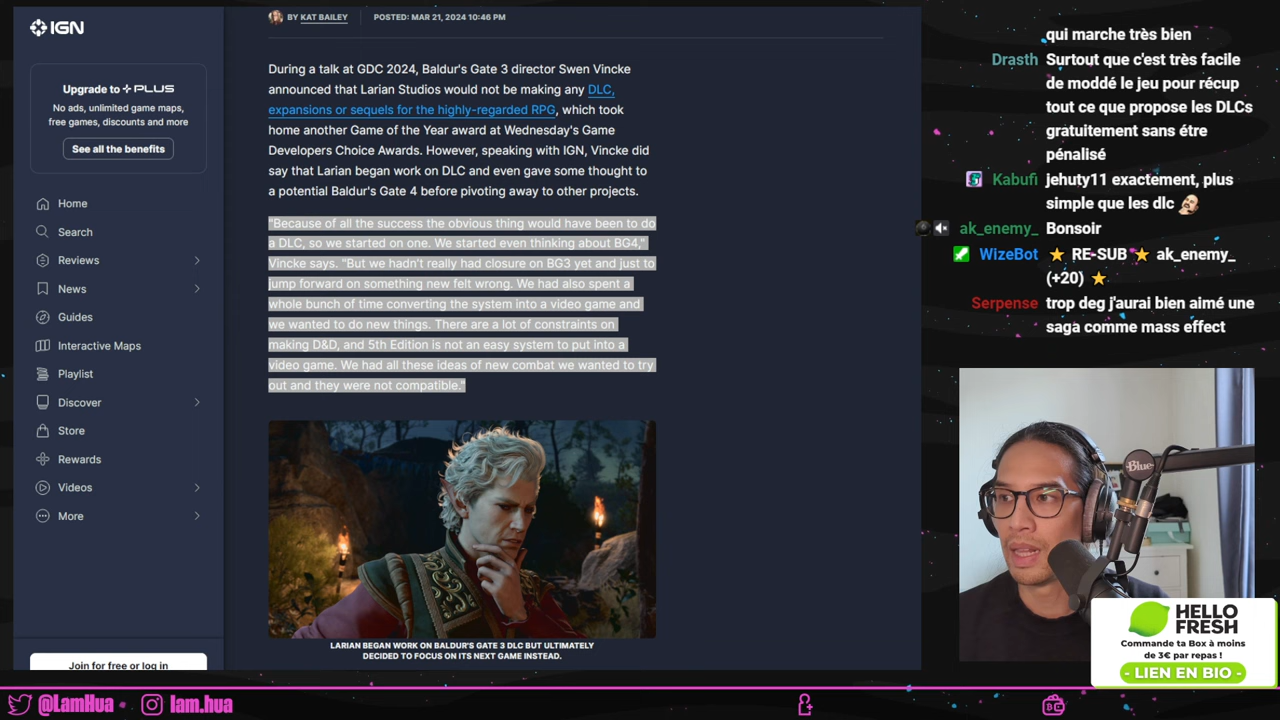 IGN
Upgrade to PLUS
No ads, unlimited game maps,
free games, discounts and more
See all the benefits
Home
Search
Reviews
News
Guides
Interactive Maps
Playlist
Discover
Store
Rewards
Videos
More
Join for free or log in
BY KAT BAILEY
POSTED: MAR 21, 2024 10:46 PM
During a talk at GDC 2024, Baldur's Gate 3 director Swen Vincke
announced that Larian Studios would not be making any DLC,
expansions or sequels for the highly-regarded RPG, which took
home another Game of the Year award at Wednesday's Game
Developers Choice Awards. However, speaking with IGN, Vincke did
say that Larian began work on DLC and even gave some thought to
a potential Baldur's Gate 4 before pivoting away to other projects.
"Because of all the success the obvious thing would have been to do
a DLC, so we started on one. We started even thinking about BG4,"
Vincke says. "But we hadn't really had closure on BG3 yet and just to
jump forward on something new felt wrong. We had also spent a
whole bunch of time converting the system into a video game and
we wanted to do new things. There are a lot of constraints on
making D&D, and 5th Edition is not an easy system to put into a
video game. We had all these ideas of new combat we wanted to try
out and they were not compatible."
LARIAN BEGAN WORK ON BALDUR'S GATE 3 DLC BUT ULTIMATELY
DECIDED TO FOCUS ON ITS NEXT GAME INSTEAD.
qui marche très bien
Drasth Surtout que c'est très facile
de moddé le jeu pour récup
tout ce que propose les DLCs
gratuitement sans étre
pénalisé
Kabufi jehuty11 exactement, plus
simple que les dlc
ak_enemy_ Bonsoir
WizeBot RE-SUB ak_enemy_
(+20)
Serpense trop deg j'aurai bien aimé une
saga comme mass effect
Blue
HELLO
FRESH
Commande ta Box à moins
de 3€ par repas !
- LIEN EN BIO -
@LamHua
lam.hua